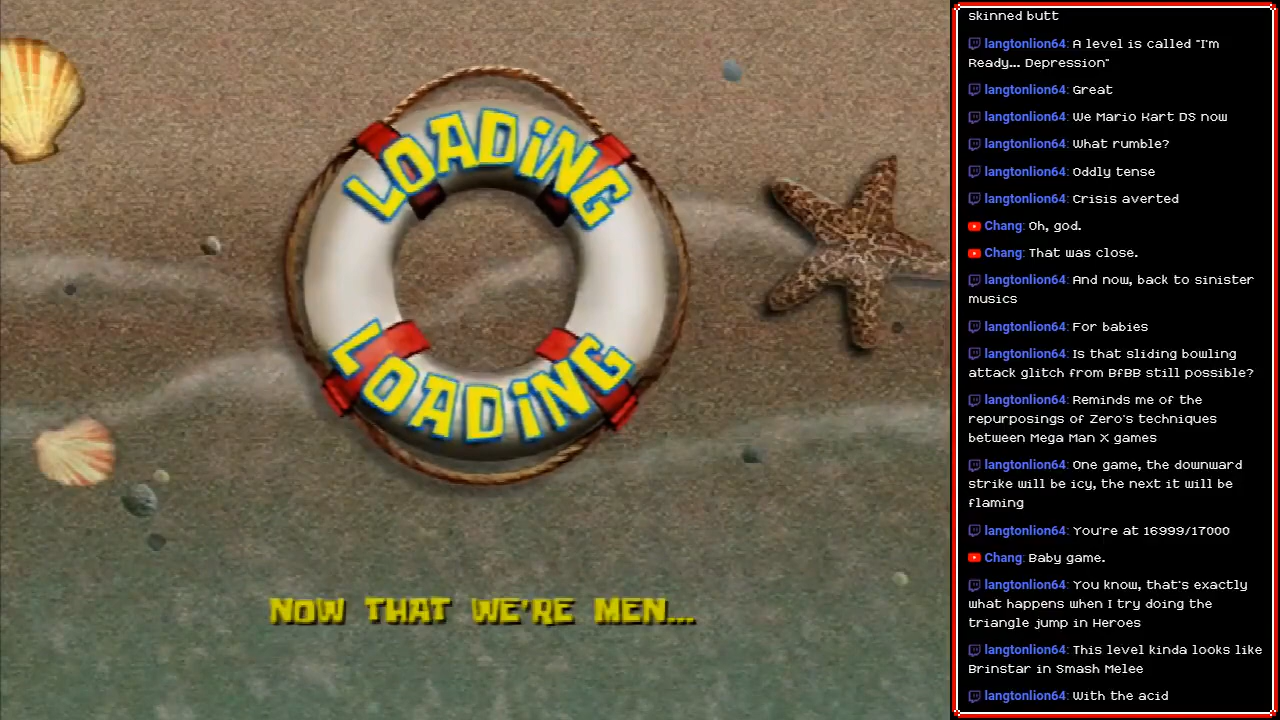 LOADING
LOADING
NOW THAT WE'RE MEN...
skinned butt
langtonlion64: A level is called "I'm
Ready... Depression"
langtonlion64: Great
langtonlion64: We Mario Kart DS now
langtonlion64: What rumble?
langtonlion64: Oddly tense
langtonlion64: Crisis averted
Chang: Oh, god.
Chang: That was close.
langtonlion64: And now, back to sinister
musics
langtonlion64: For babies
langtonlion64: Is that sliding bowling
attack glitch from BfBB still possible?
langtonlion64: Reminds me of the
repurposings of Zero's techniques
between Mega Man X games
langtonlion64: One game, the downward
strike will be icy, the next it will be
flaming
langtonlion64: You're at 16999/17000
Chang: Baby game.
langtonlion64: You know, that's exactly
what happens when I try doing the
triangle jump in Heroes
langtonlion64: This level kinda looks like
Brinstar in Smash Melee
langtonlion64: With the acid